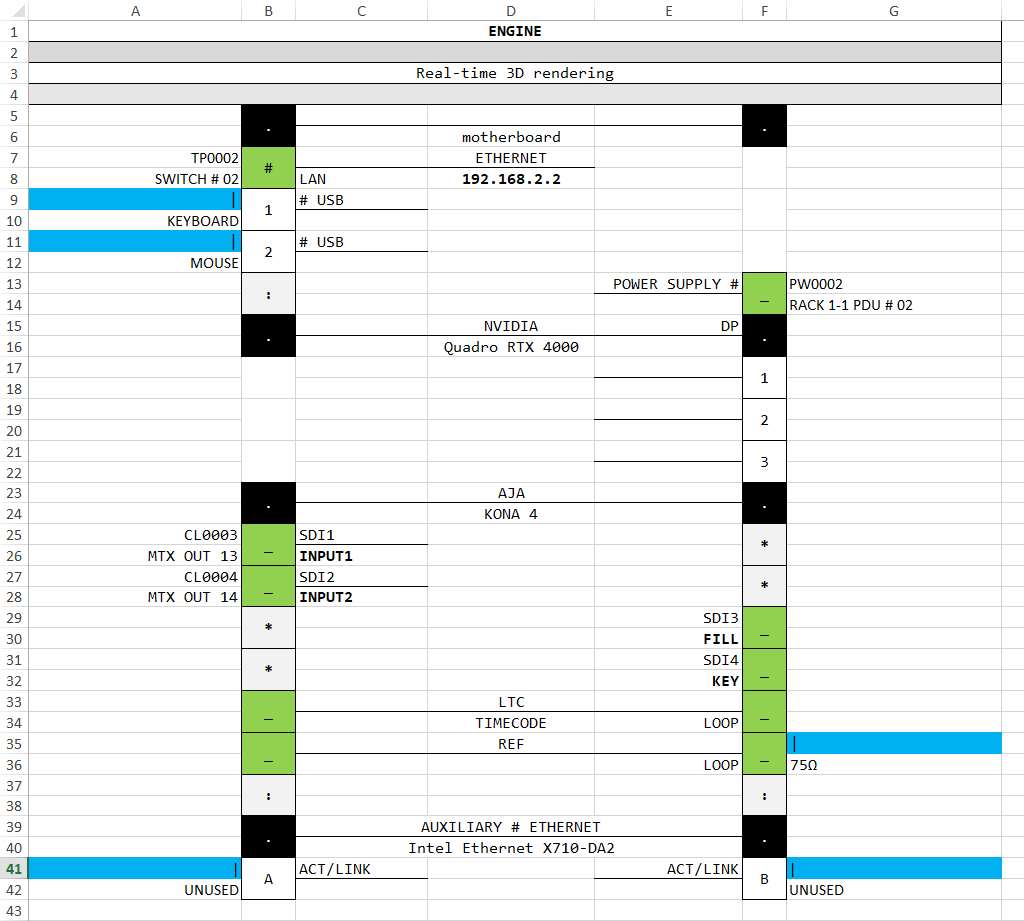 A B C D E F G
1 ENGINE
2
3 Real-time 3D rendering
4
5 . .
6 motherboard
7 TP0002 # ETHERNET
8 SWITCH # 02 LAN 192.168.2.2
9 | 1 # USB
10 KEYBOARD
11 | 2 # USB
12 MOUSE
13 : POWER SUPPLY # _ PW0002
14 RACK 1-1 PDU # 02
15 . NVIDIA DP .
16 Quadro RTX 4000
17 1
18
19 2
20
21 3
22
23 . AJA .
24 KONA 4
25 CL0003 _ SDI1 *
26 MTX OUT 13 INPUT1
27 CL0004 _ SDI2 *
28 MTX OUT 14 INPUT2
29 * SDI3 _
30 FILL
31 * SDI4 _
32 KEY
33 _ LTC _
34 TIMECODE LOOP
35 _ REF _ |
36 LOOP 75Ω
37 : :
38
39 . AUXILIARY # ETHERNET .
40 Intel Ethernet X710-DA2
41 | A ACT/LINK ACT/LINK B |
42 UNUSED UNUSED
43